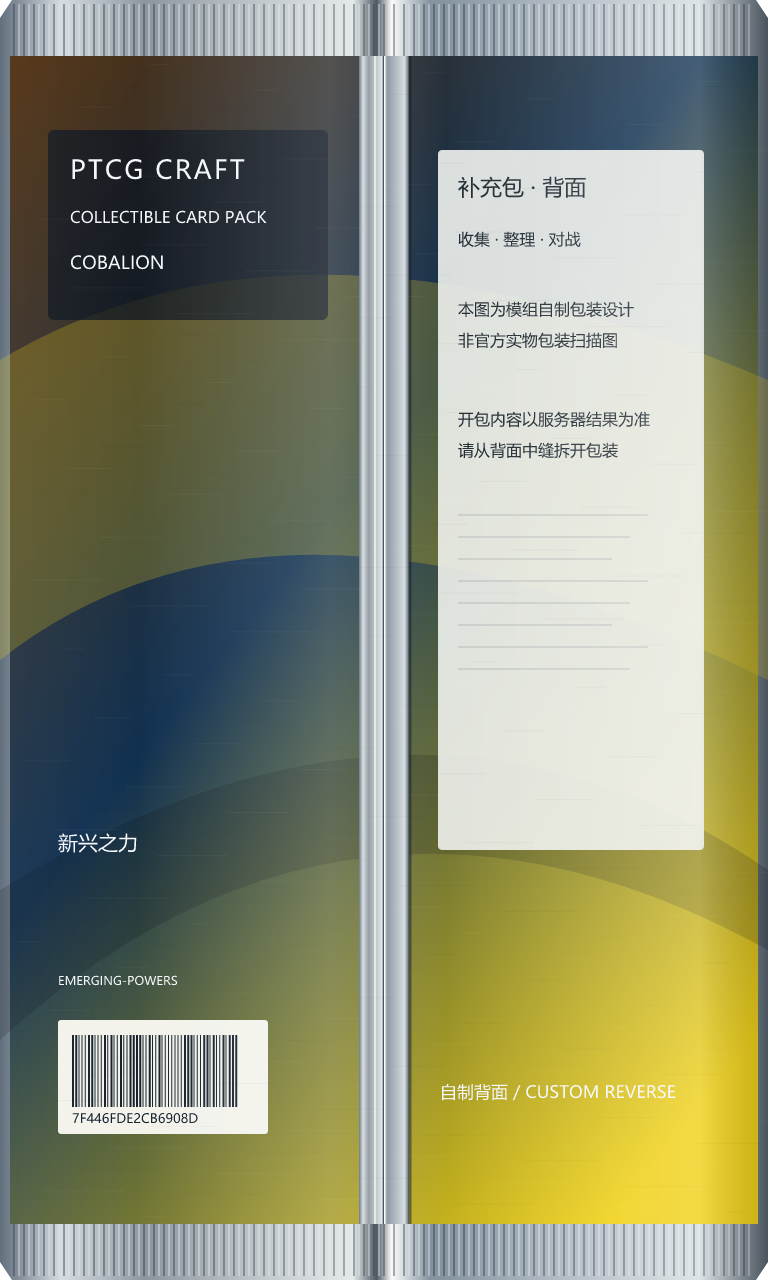 PTCG CRAFT
COLLECTIBLE CARD PACK
COBALION
新兴之力
EMERGING-POWERS
7F446FDE2CB6908D
补充包 · 背面
收集 · 整理 · 对战
本图为模组自制包装设计
非官方实物包装扫描图
开包内容以服务器结果为准
请从背面中缝拆开包装
自制背面 / CUSTOM REVERSE